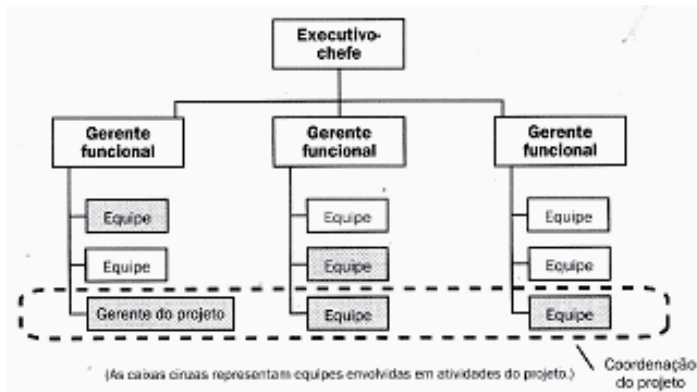 Executivo-
chefe
Gerente
funcional
Gerente
funcional
Gerente
funcional
Equipe
Equipe
Equipe
Equipe
Equipe
Equipe
Gerente do projeto
Equipe
Equipe
(As caixas cinzas representam equipes envolvidas em atividades do projeto.)
Coordenação
do projeto